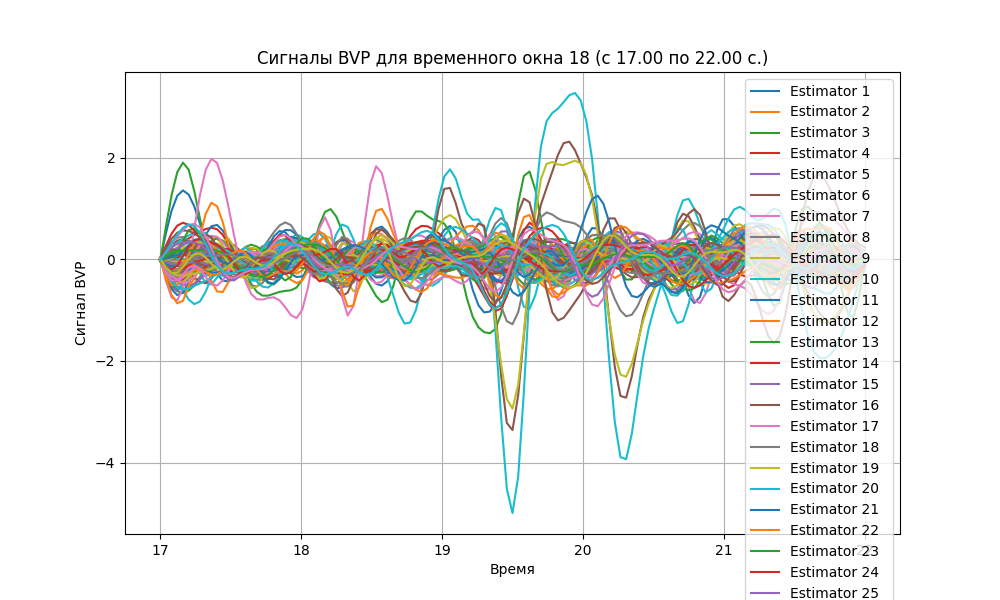 Сигналы BVP для временного окна 18 (с 17.00 по 22.00 с.)
Сигнал BVP
2
0
−2
−4
17
18
19
20
21
22
Время
Estimator 1
Estimator 2
Estimator 3
Estimator 4
Estimator 5
Estimator 6
Estimator 7
Estimator 8
Estimator 9
Estimator 10
Estimator 11
Estimator 12
Estimator 13
Estimator 14
Estimator 15
Estimator 16
Estimator 17
Estimator 18
Estimator 19
Estimator 20
Estimator 21
Estimator 22
Estimator 23
Estimator 24
Estimator 25